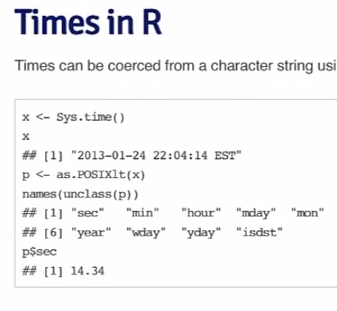 Times in R
Times can be coerced from a character string usi
x <- Sys.time()
x
## [1] "2013-01-24 22:04:14 EST"
p <- as.POSIXlt(x)
names(unclass(p))
## [1] "sec" "min" "hour" "mday" "mon"
## [6] "year" "wday" "yday" "isdst"
p$sec
## [1] 14.34